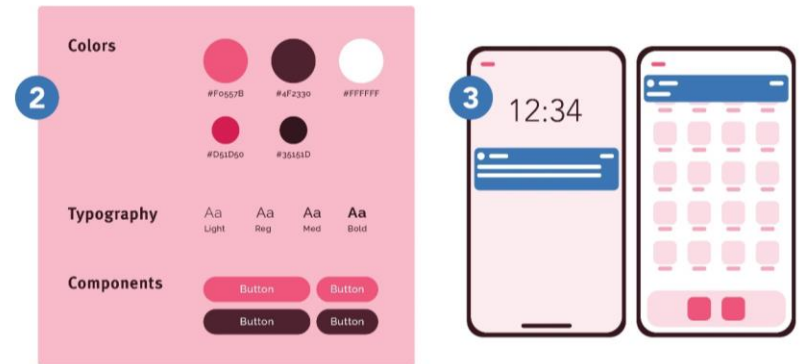 2
Colors
#F0557B #4F2330 #FFFFFF
#D51D50 #35151D
Typography
Aa Aa Aa Aa
Light Reg Med Bold
Components
Button Button
Button Button
3
12:34